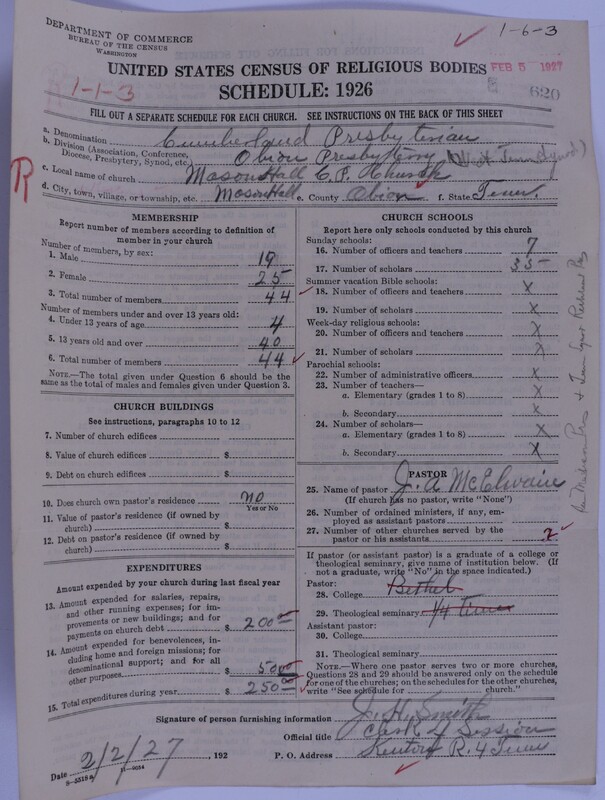 DEPARTMENT OF COMMERCE
BUREAU OF THE CENSUS
WASHINGTON
1-6-3
UNITED STATES CENSUS OF RELIGIOUS BODIES
FEB 5 1927
1-1-3
SCHEDULE: 1926
620
FILL OUT A SEPARATE SCHEDULE FOR EACH CHURCH. SEE INSTRUCTIONS ON THE BACK OF THIS SHEET
a. Denomination Cumberland Presbyterian
b. Division (Association, Conference, Diocese, Presbytery, Synod, etc.) Obion Presbytery (West Tenn Synod)
R
c. Local name of church Mason Hall C. P. Church
d. City, town, village, or township, etc. Mason Hall e. County Obion f. State Tenn.
MEMBERSHIP
Report number of members according to definition of
member in your church
Number of members, by sex:
1. Male 19
2. Female 25
3. Total number of members 44
Number of members under and over 13 years old:
4. Under 13 years of age 4
5. 13 years old and over 40
6. Total number of members 44
NOTE.—The total given under Question 6 should be the
same as the total of males and females given under Question 3.
CHURCH BUILDINGS
See instructions, paragraphs 10 to 12
7. Number of church edifices
8. Value of church edifices $
9. Debt on church edifices $
10. Does church own pastor's residence no
Yes or No
11. Value of pastor's residence (if owned by
church) $
12. Debt on pastor's residence (if owned by
church) $
EXPENDITURES
Amount expended by your church during last fiscal year
13. Amount expended for salaries, repairs,
and other running expenses; for im-
provements or new buildings; and for
payments on church debt $ 200
14. Amount expended for benevolences, in-
cluding home and foreign missions; for
denominational support; and for all
other purposes $ 50
15. Total expenditures during year $ 250
CHURCH SCHOOLS
Report here only schools conducted by this church
Sunday schools:
16. Number of officers and teachers 7
17. Number of scholars 35
Summer vacation Bible schools:
18. Number of officers and teachers X
19. Number of scholars X
Week-day religious schools:
20. Number of officers and teachers X
21. Number of scholars X
Parochial schools:
22. Number of administrative officers X
23. Number of teachers—
a. Elementary (grades 1 to 8) X
b. Secondary X
24. Number of scholars—
a. Elementary (grades 1 to 8) X
b. Secondary X
PASTOR
25. Name of pastor J. A McElwain
(If church has no pastor, write "None")
26. Number of ordained ministers, if any, em-
ployed as assistant pastors
27. Number of other churches served by the
pastor or his assistants 2
If pastor (or assistant pastor) is a graduate of a college or
theological seminary, give name of institution below. (If
not a graduate, write "No" in the space indicated.)
Pastor:
28. College Bethel
29. Theological seminary 1/4 Time
Assistant pastor:
30. College
31. Theological seminary
NOTE.—Where one pastor serves two or more churches,
Questions 28 and 29 should be answered only on the schedule
for one of the churches; on the schedules for the other churches,
write "See schedule for church."
Signature of person furnishing information J. H. Smith
Official title Clerk of Session
Date 2/2/27, 192 P. O. Address Kenton R. 4 Tenn
8-5518a 11-9034